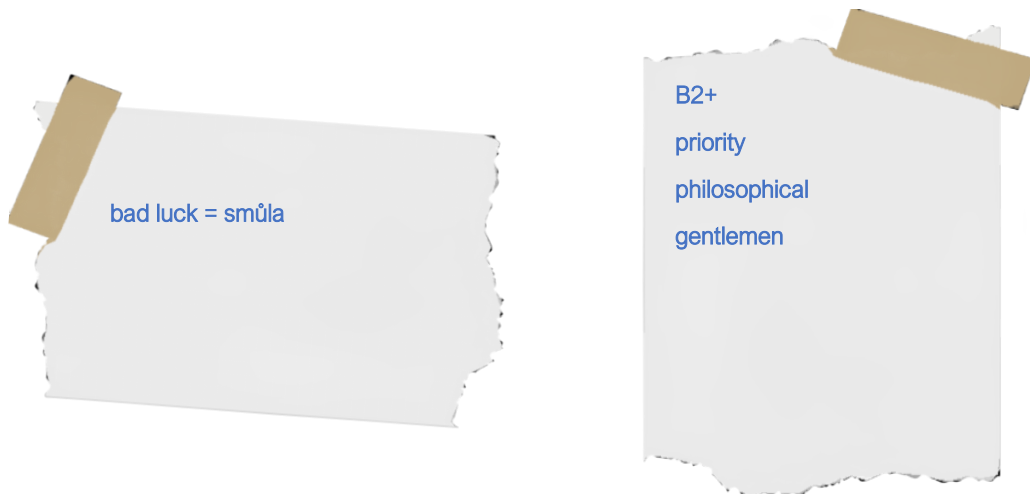 bad luck = smůla
B2+
priority
philosophical
gentlemen